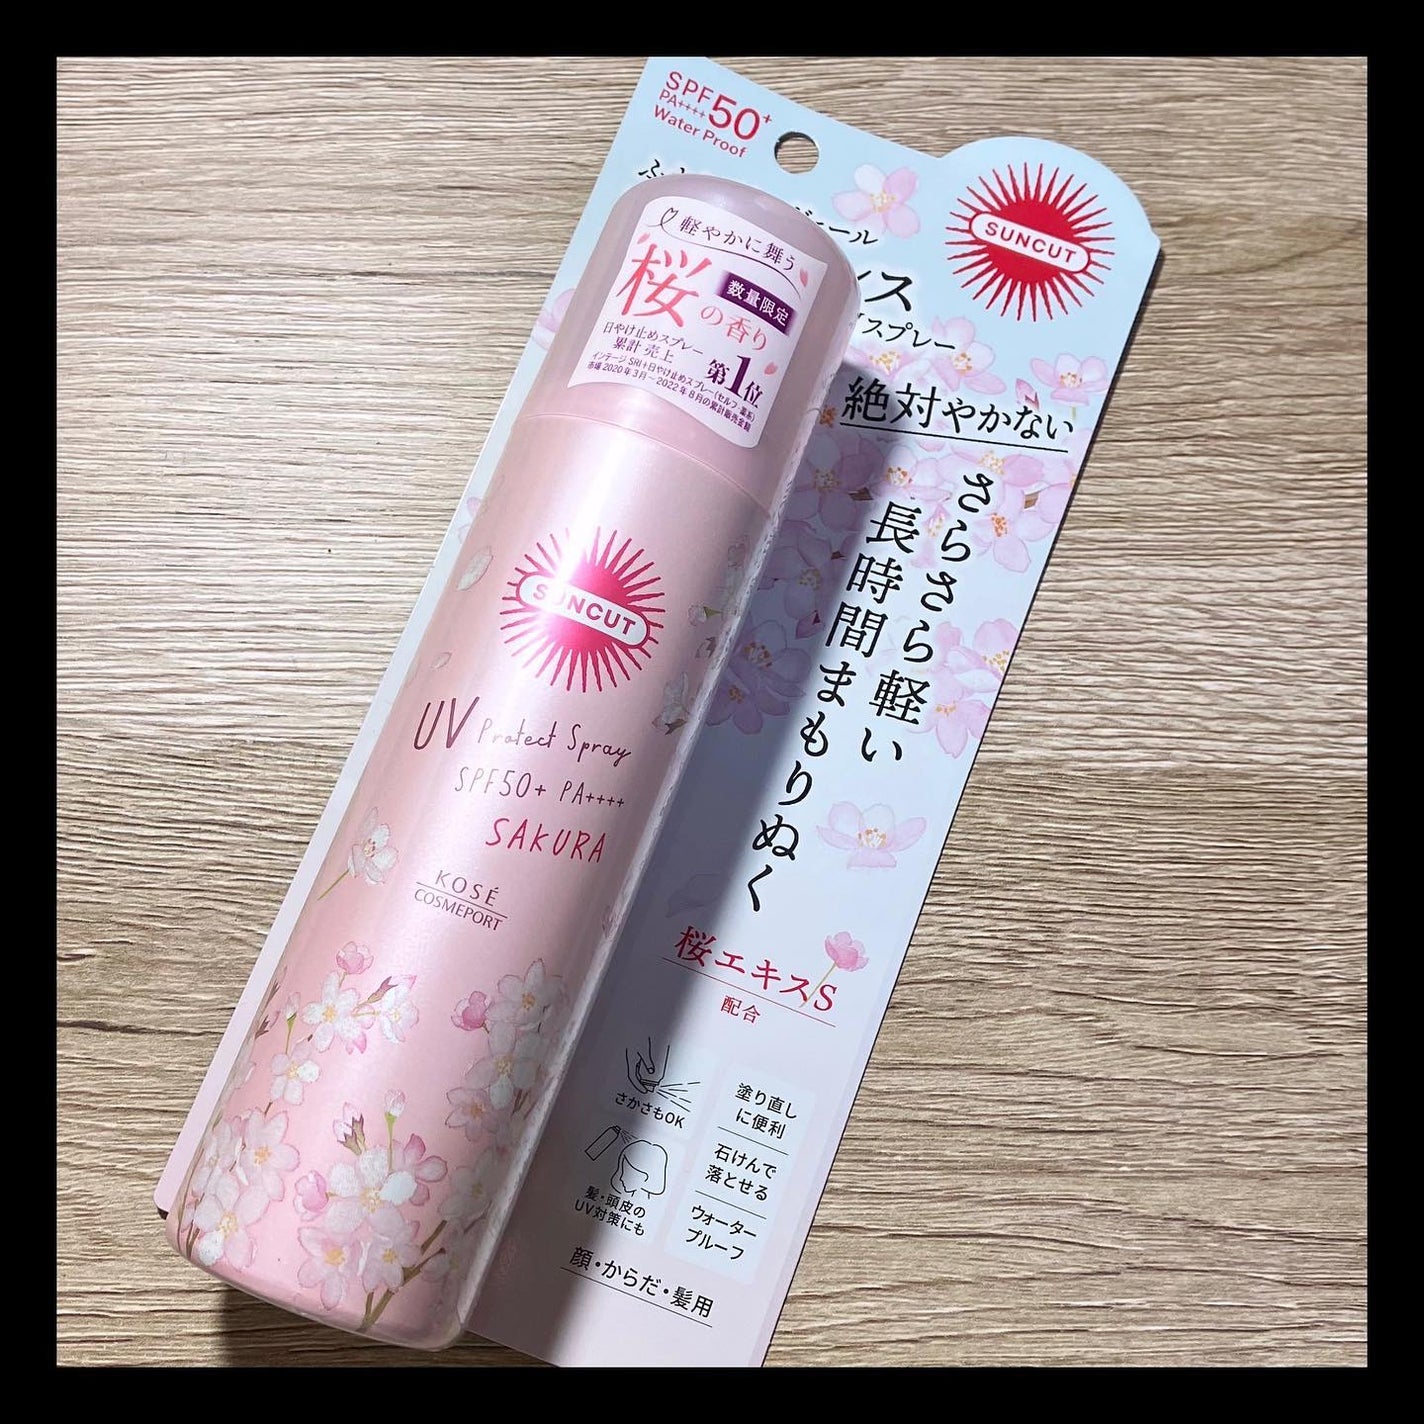 SPF50+
PA++++
Water Proof
SUNCUT
スプレー
絶対やかない
さらさら軽い
長時間まもりぬく
桜エキスS
配合
さかさもOK
髪・頭皮の
UV対策にも
塗り直し
に便利
石けんで
落とせる
ウォーター
プルーフ
顔・からだ・髪用
軽やかに舞う
桜の香り
数量限定
日やけ止めスプレー
累計売上
第1位
インテージSRI+日やけ止めスプレー(セルフ、薬系)
市場2020年3月~2022年8月の累計販売金額
SUNCUT
UV Protect Spray
SPF50+ PA++++
SAKURA
KOSÉ
COSMEPORT